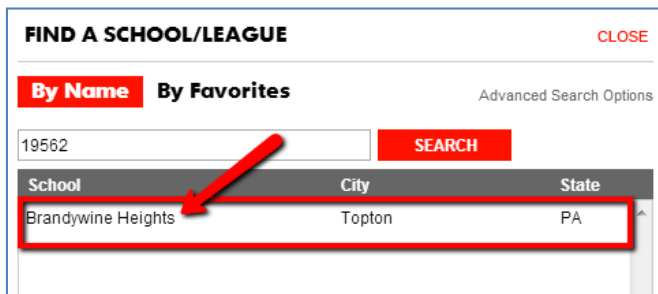 FIND A SCHOOL/LEAGUE CLOSE
By Name By Favorites Advanced Search Options
19562 SEARCH
School City State
Brandywine Heights Topton PA